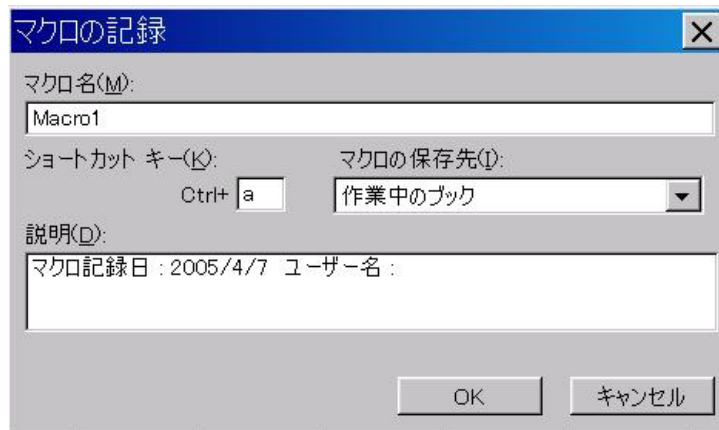 マクロの記録
マクロ名(M):
Macro1
ショートカット キー(K): マクロの保存先(I):
Ctrl+ a 作業中のブック
説明(D):
マクロ記録日 : 2005/4/7 ユーザー名 :
OK キャンセル